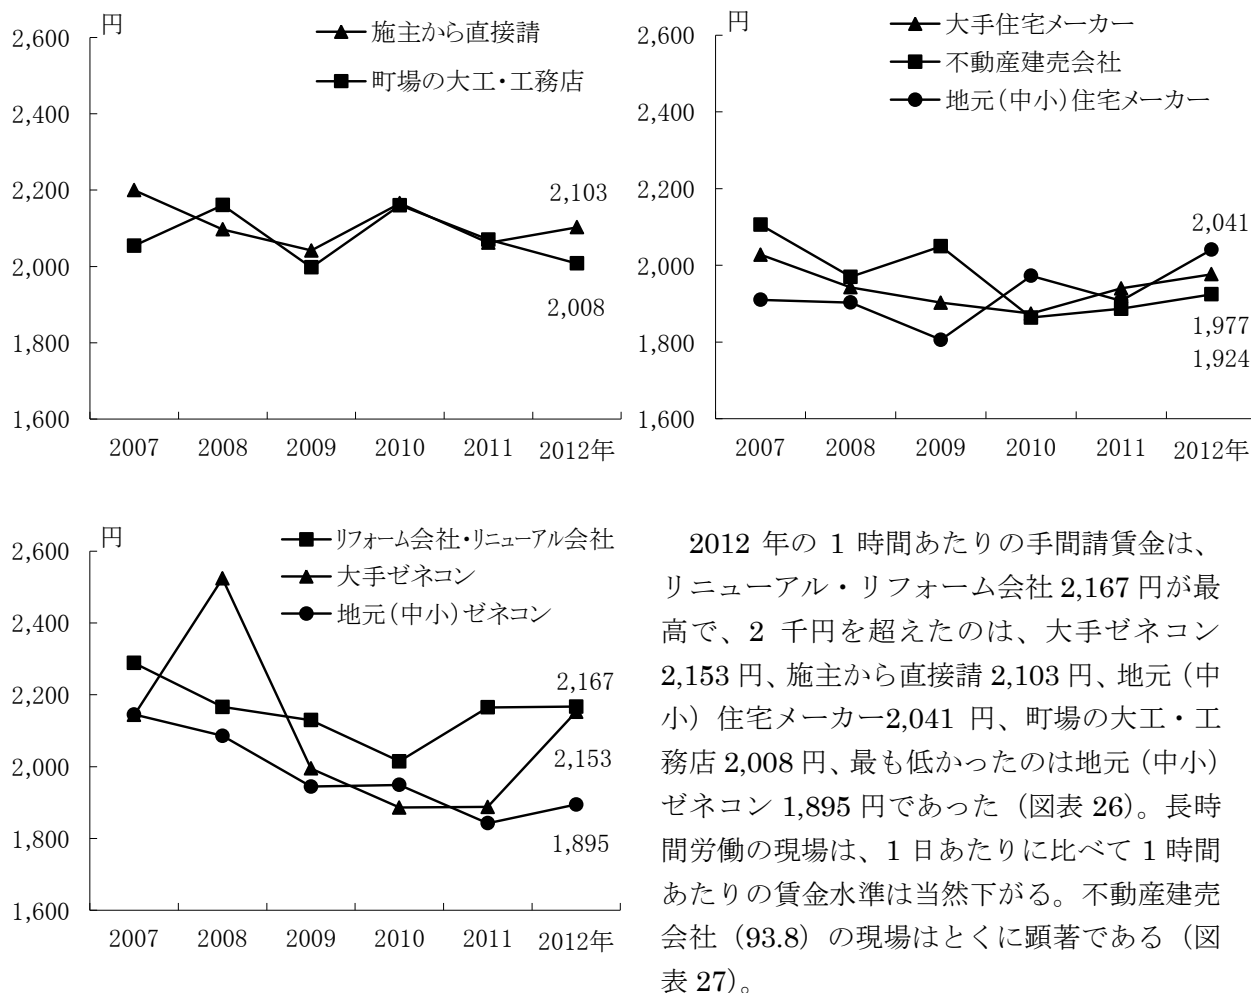 円
2,600
2,400
2,200
2,000
1,800
1,600
施主から直接請
町場の大工・工務店
2,103
2,008
2007 2008 2009 2010 2011 2012年
円
2,600
2,400
2,200
2,000
1,800
1,600
大手住宅メーカー
不動産建売会社
地元(中小)住宅メーカー
2,041
1,977
1,924
2007 2008 2009 2010 2011 2012年
円
2,600
2,400
2,200
2,000
1,800
1,600
ﾘﾌｫｰﾑ会社・ﾘﾆｭｰｱﾙ会社
大手ゼネコン
地元(中小)ゼネコン
2,167
2,153
1,895
2007 2008 2009 2010 2011 2012年
2012 年の 1 時間あたりの手間請賃金は、
リニューアル・リフォーム会社 2,167 円が最
高で、2 千円を超えたのは、大手ゼネコン
2,153 円、施主から直接請 2,103 円、地元（中
小）住宅メーカー2,041 円、町場の大工・工
務店 2,008 円、最も低かったのは地元（中小）
ゼネコン 1,895 円であった（図表 26）。長時
間労働の現場は、1 日あたりに比べて 1 時間
あたりの賃金水準は当然下がる。不動産建売
会社（93.8）の現場はとくに顕著である（図
表 27）。